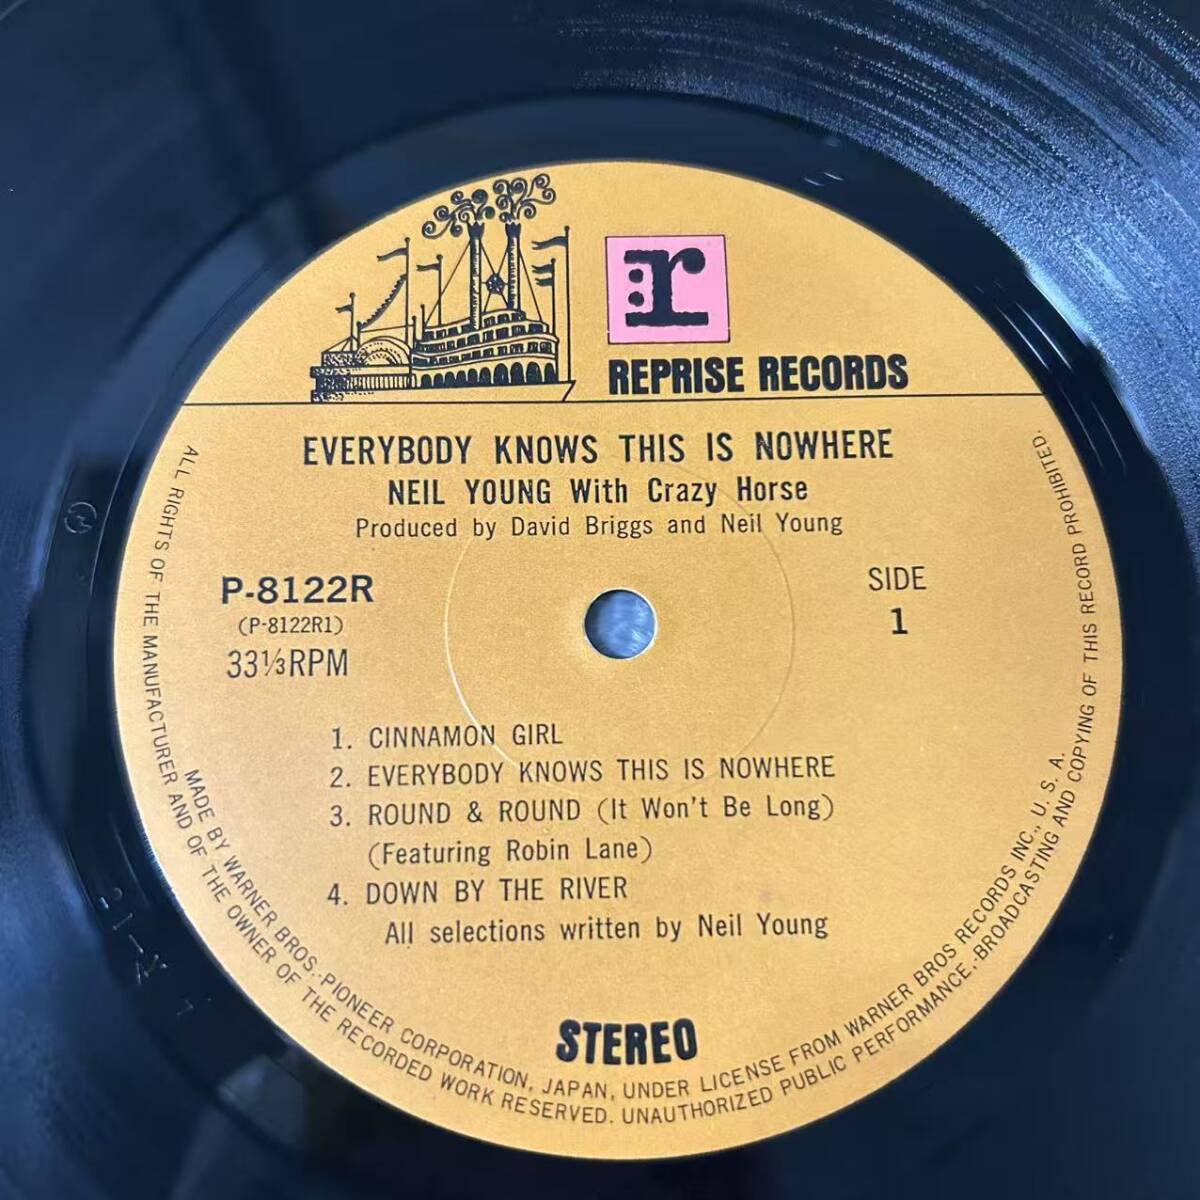 r
REPRISE RECORDS
EVERYBODY KNOWS THIS IS NOWHERE
NEIL YOUNG With Crazy Horse
Produced by David Briggs and Neil Young
P-8122R
(P-8122R1)
33⅓RPM
SIDE
1
1. CINNAMON GIRL
2. EVERYBODY KNOWS THIS IS NOWHERE
3. ROUND & ROUND (It Won't Be Long)
(Featuring Robin Lane)
4. DOWN BY THE RIVER
All selections written by Neil Young
STEREO
MADE BY WARNER BROS.-PIONEER CORPORATION, JAPAN, UNDER LICENSE FROM WARNER BROS RECORDS INC., U. S. A.
ALL RIGHTS OF THE MANUFACTURER AND OF THE OWNER OF THE RECORDED WORK RESERVED. UNAUTHORIZED PUBLIC PERFORMANCE, BROADCASTING AND COPYING OF THIS RECORD PROHIBITED.